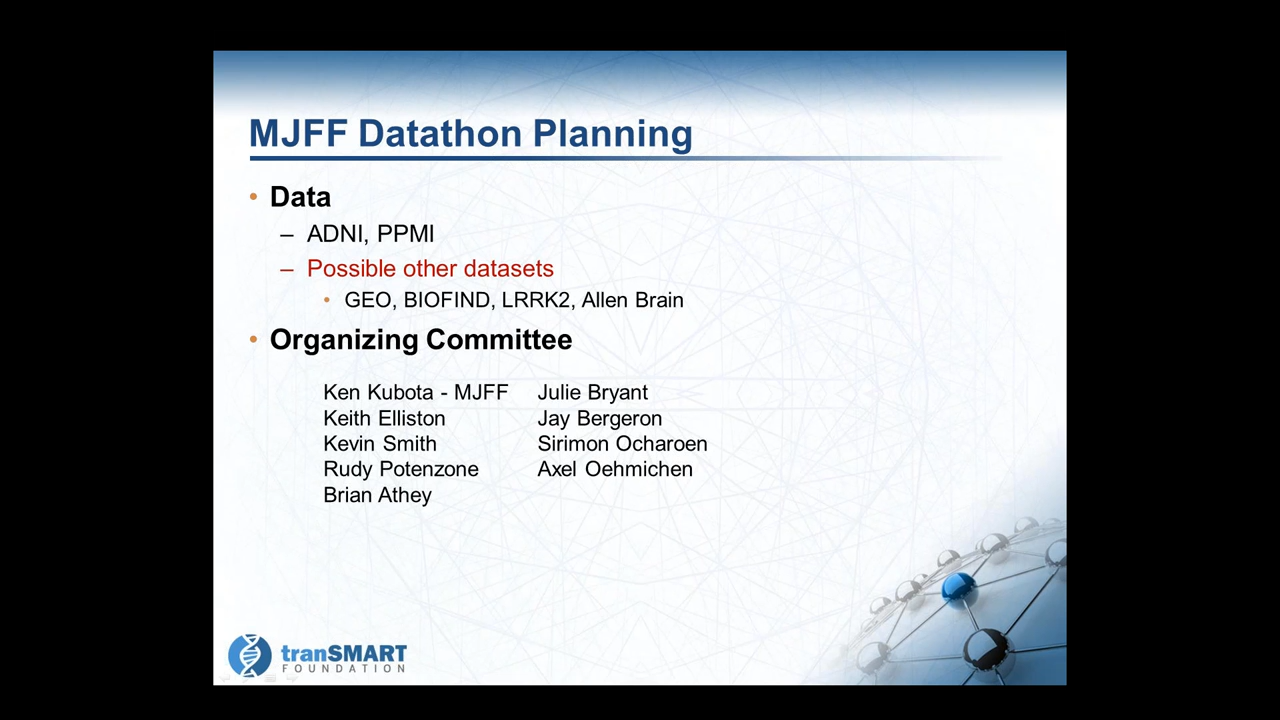 MJFF Datathon Planning
• Data
– ADNI, PPMI
– Possible other datasets
• GEO, BIOFIND, LRRK2, Allen Brain
• Organizing Committee
Ken Kubota - MJFF Julie Bryant
Keith Elliston Jay Bergeron
Kevin Smith Sirimon Ocharoen
Rudy Potenzone Axel Oehmichen
Brian Athey
tranSMART
FOUNDATION